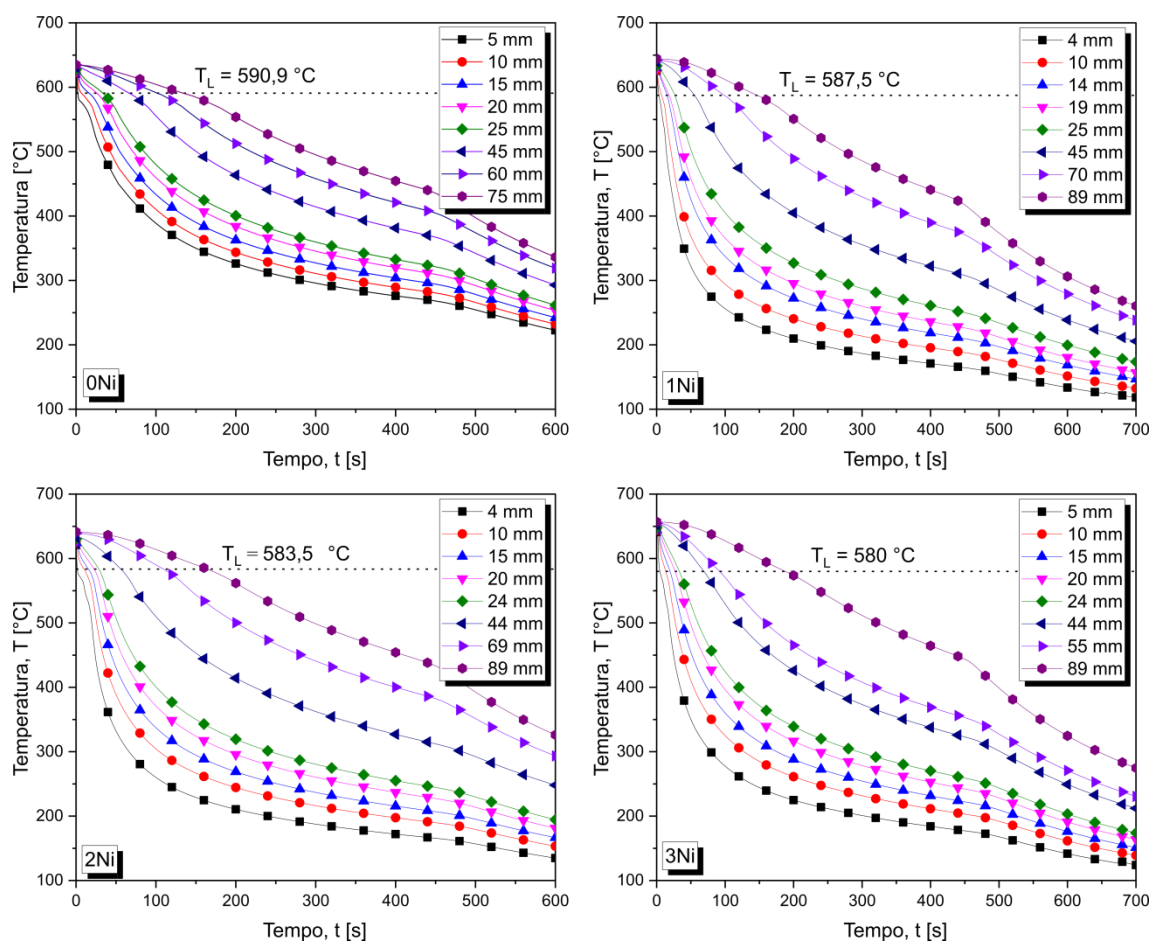 700
600
500
400
300
200
100
Temperatura [°C]
T_L = 590,9 °C
5 mm
10 mm
15 mm
20 mm
25 mm
45 mm
60 mm
75 mm
0Ni
0 100 200 300 400 500 600
Tempo, t [s]
700
600
500
400
300
200
100
Temperatura, T [°C]
T_L = 587,5 °C
4 mm
10 mm
14 mm
19 mm
25 mm
45 mm
70 mm
89 mm
1Ni
0 100 200 300 400 500 600 700
Tempo, t [s]
700
600
500
400
300
200
100
Temperatura, T [°C]
T_L = 583,5 °C
4 mm
10 mm
15 mm
20 mm
24 mm
44 mm
69 mm
89 mm
2Ni
0 100 200 300 400 500 600
Tempo, t [s]
700
600
500
400
300
200
100
Temperatura, T [°C]
T_L = 580 °C
5 mm
10 mm
15 mm
20 mm
24 mm
44 mm
55 mm
89 mm
3Ni
0 100 200 300 400 500 600 700
Tempo, t [s]